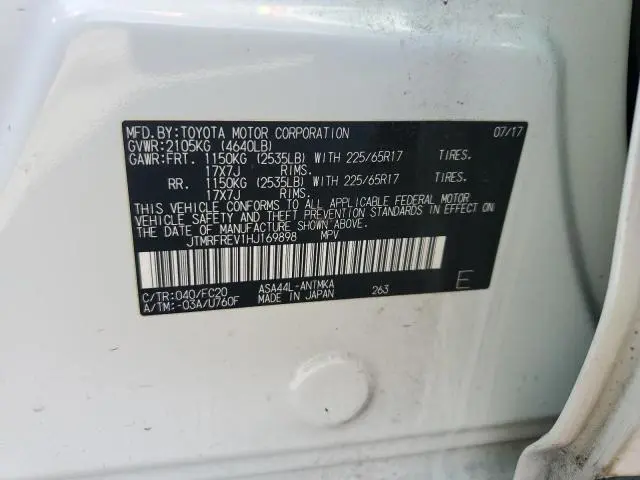 MFD. BY: TOYOTA MOTOR CORPORATION 07/17
GVWR: 2105KG (4640LB)
GAWR: FRT. 1150KG (2535LB) WITH 225/65R17 TIRES.
17X7J RIMS.
RR. 1150KG (2535LB) WITH 225/65R17 TIRES.
17X7J RIMS.
THIS VEHICLE CONFORMS TO ALL APPLICABLE FEDERAL MOTOR
VEHICLE SAFETY AND THEFT PREVENTION STANDARDS IN EFFECT ON
THE DATE OF MANUFACTURE SHOWN ABOVE.
JTMRFREV1HJ169898 MPV
C/TR: 040/FC20 ASA44L-ANTMKA 263
A/TM: -03A/U760F MADE IN JAPAN E